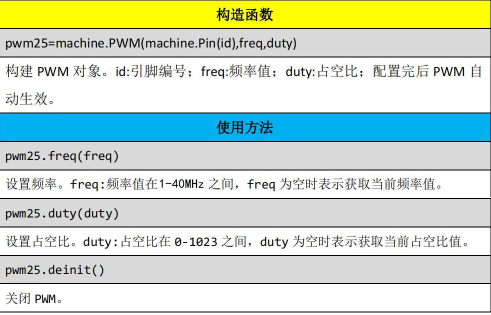 构造函数
pwm25=machine.PWM(machine.Pin(id),freq,duty)
构建 PWM 对象。id:引脚编号；freq:频率值；duty:占空比；配置完后 PWM 自
动生效。
使用方法
pwm25.freq(freq)
设置频率。freq:频率值在1-40MHz 之间，freq 为空时表示获取当前频率值。
pwm25.duty(duty)
设置占空比。duty:占空比在 0-1023 之间，duty 为空时表示获取当前占空比值。
pwm25.deinit()
关闭 PWM。